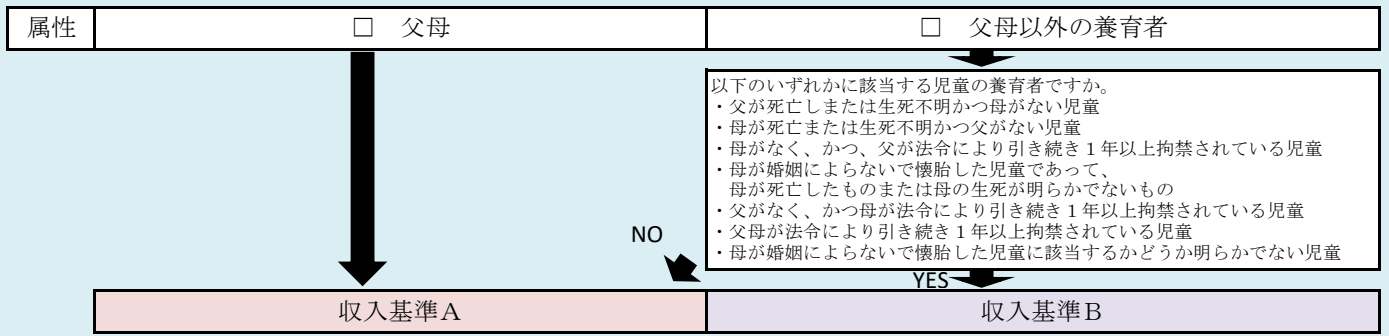 属性
□　父母
□　父母以外の養育者
以下のいずれかに該当する児童の養育者ですか。
・父が死亡しまたは生死不明かつ母がない児童
・母が死亡または生死不明かつ父がない児童
・母がなく、かつ、父が法令により引き続き１年以上拘禁されている児童
・母が婚姻によらないで懐胎した児童であって、
母が死亡したものまたは母の生死が明らかでないもの
・父がなく、かつ母が法令により引き続き１年以上拘禁されている児童
・父母が法令により引き続き１年以上拘禁されている児童
・母が婚姻によらないで懐胎した児童に該当するかどうか明らかでない児童
NO
YES
収入基準Ａ
収入基準Ｂ